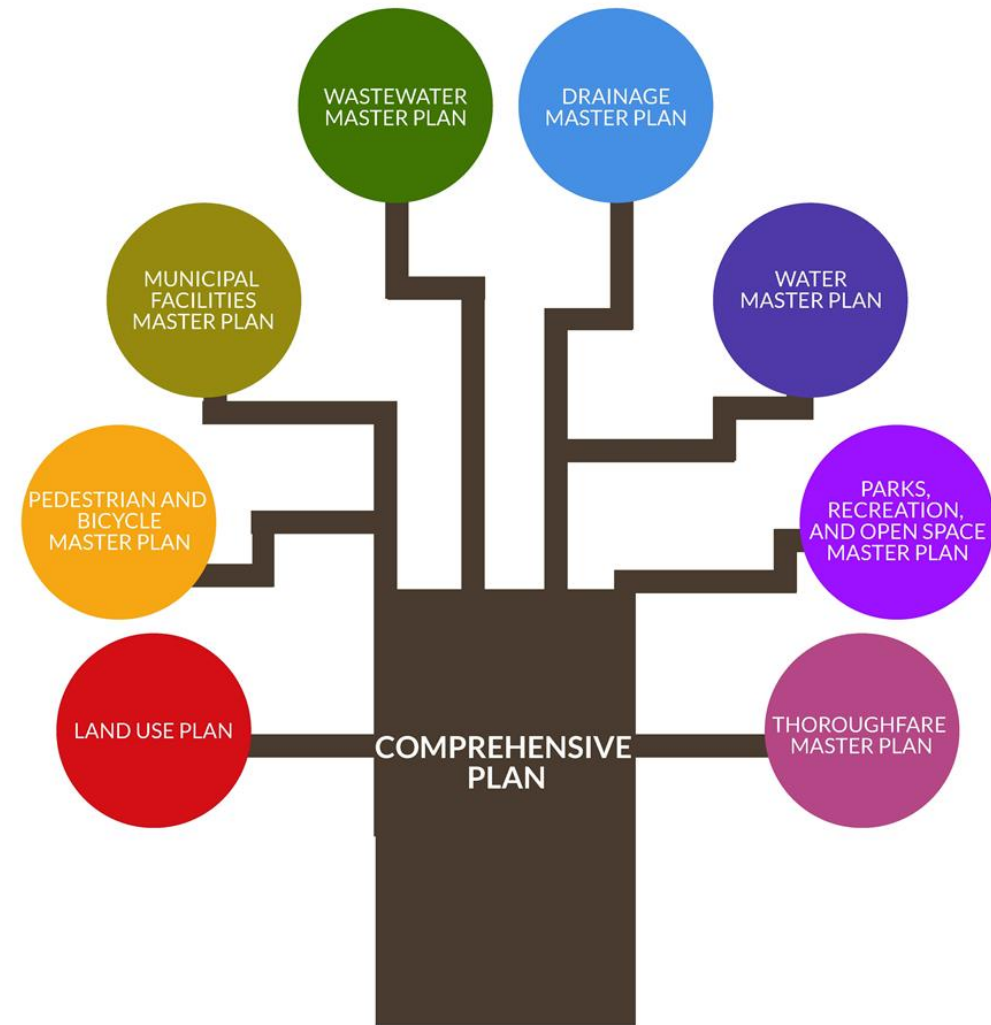 WASTEWATER
MASTER PLAN
DRAINAGE
MASTER PLAN
MUNICIPAL
FACILITIES
MASTER PLAN
WATER
MASTER PLAN
PEDESTRIAN AND
BICYCLE
MASTER PLAN
PARKS,
RECREATION,
AND OPEN SPACE
MASTER PLAN
LAND USE PLAN
COMPREHENSIVE
PLAN
THOROUGHFARE
MASTER PLAN